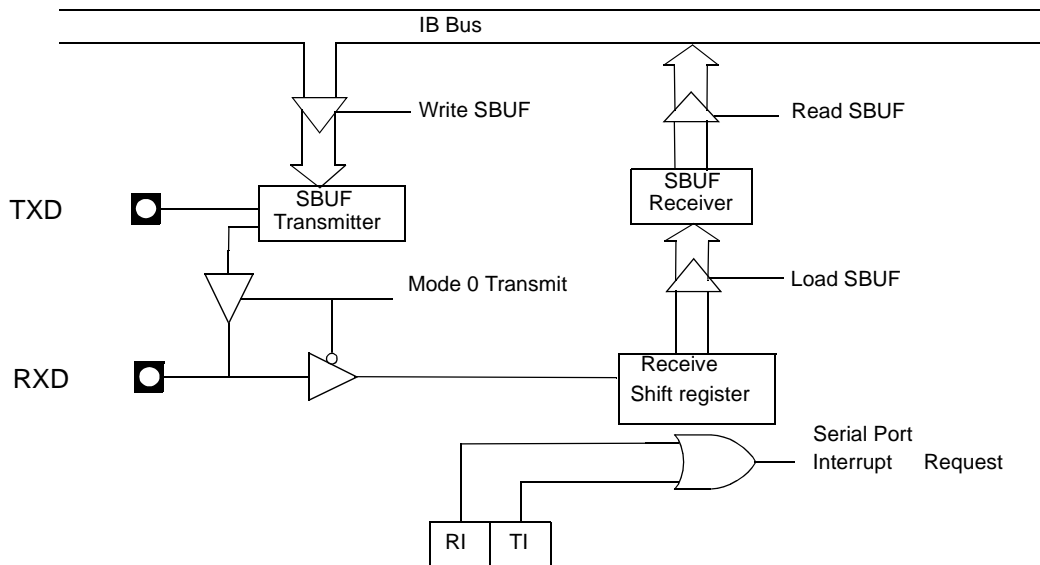 IB Bus
Write SBUF
Read SBUF
SBUF
Transmitter
SBUF
Receiver
TXD
Load SBUF
Mode 0 Transmit
RXD
Receive
Shift register
Serial Port
Interrupt Request
RI
TI